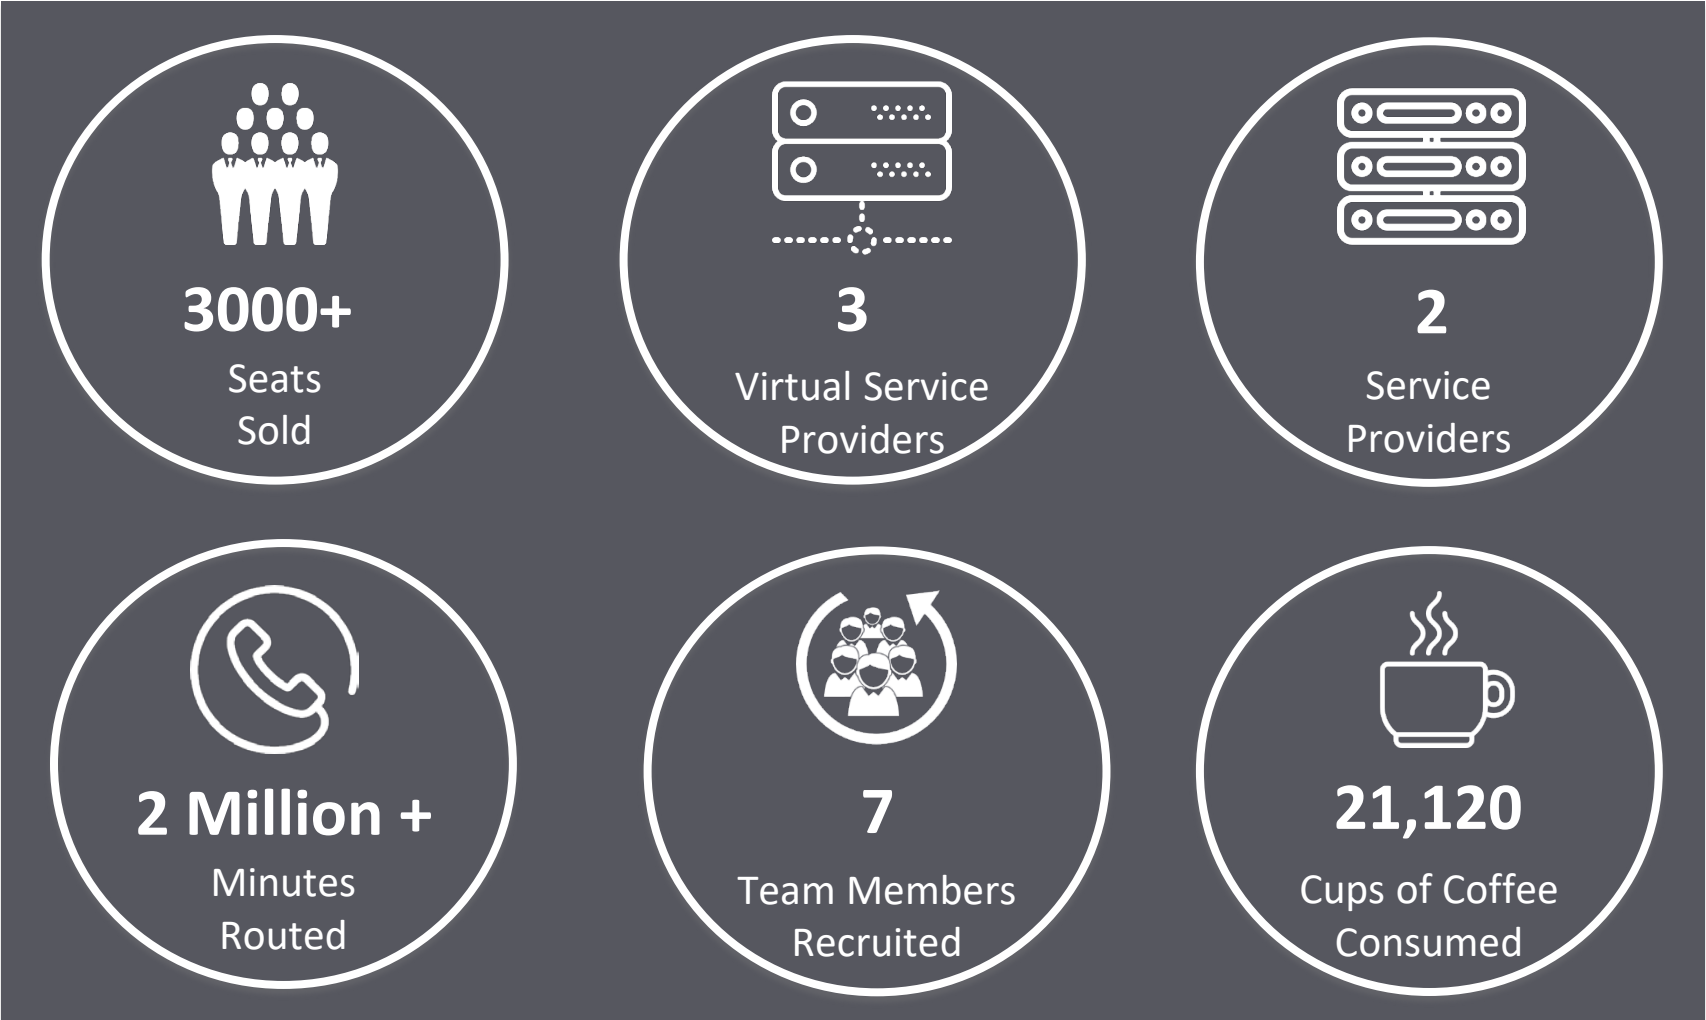 3000+
Seats
Sold
3
Virtual Service
Providers
2
Service
Providers
2 Million +
Minutes
Routed
7
Team Members
Recruited
21,120
Cups of Coffee
Consumed